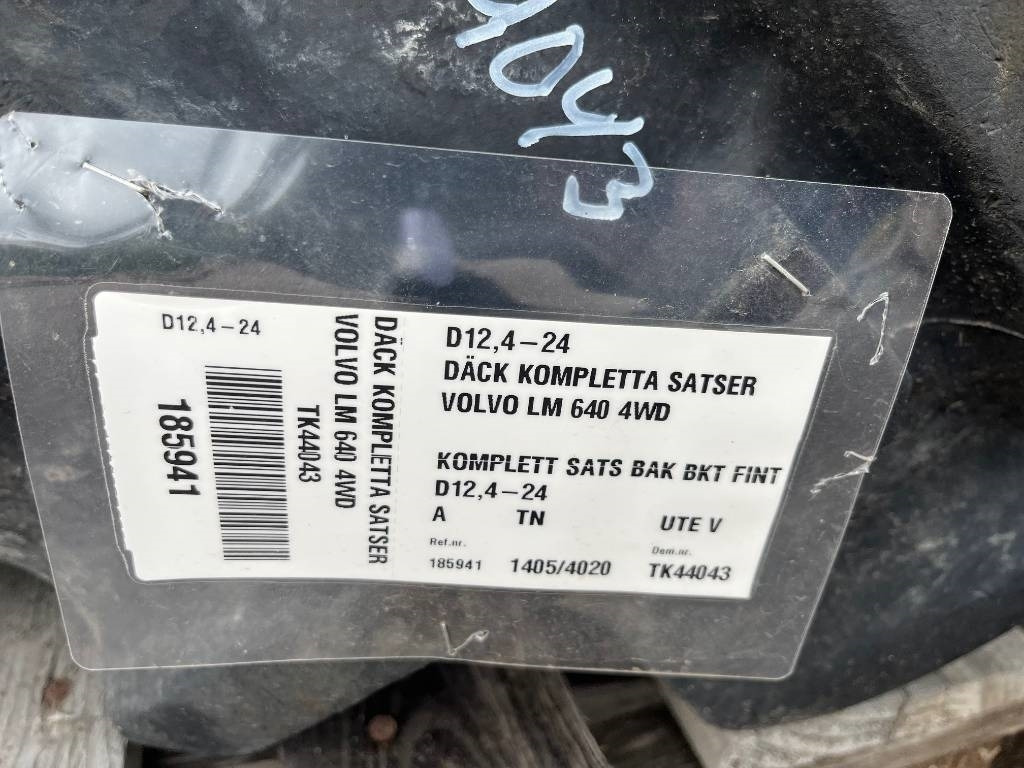 4043
D12,4-24
185941
TK44043
VOLVO LM 640 4WD
DÄCK KOMPLETTA SATSER
D12,4-24
DÄCK KOMPLETTA SATSER
VOLVO LM 640 4WD
KOMPLETT SATS BAK BKT FINT
D12,4-24
A TN UTE V
Ref.nr. Dem.nr.
185941 1405/4020 TK44043